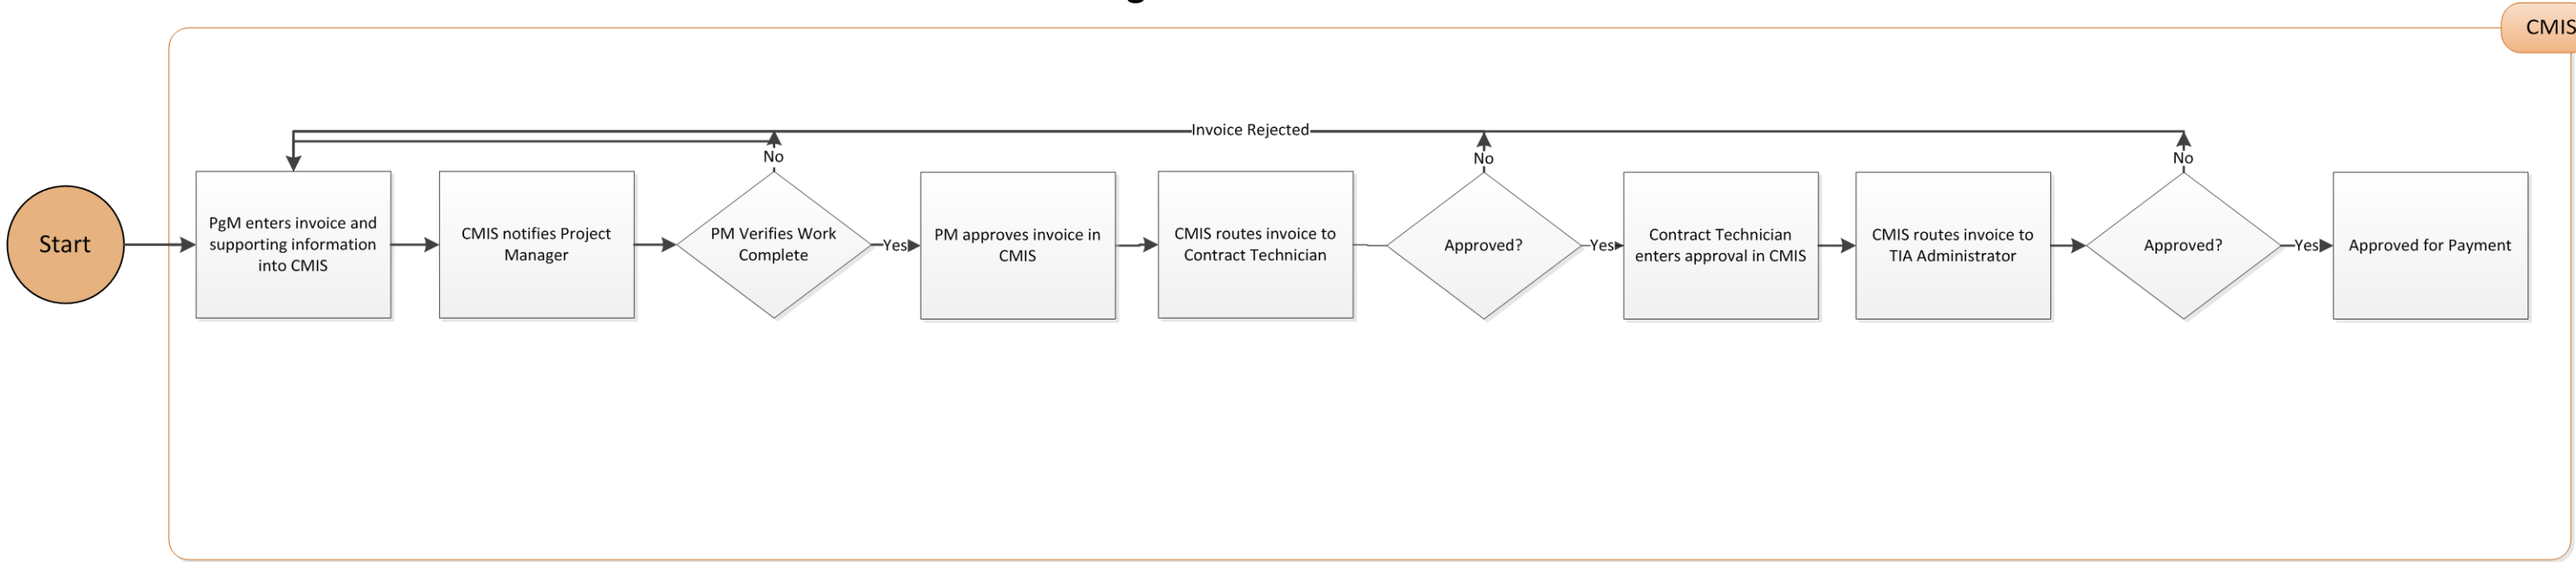 CMIS
Invoice Rejected
No
No
No
Start
PgM enters invoice and
supporting information
into CMIS
CMIS notifies Project
Manager
PM Verifies Work
Complete
Yes
PM approves invoice in
CMIS
CMIS routes invoice to
Contract Technician
Approved?
Yes
Contract Technician
enters approval in CMIS
CMIS routes invoice to
TIA Administrator
Approved?
Yes
Approved for Payment